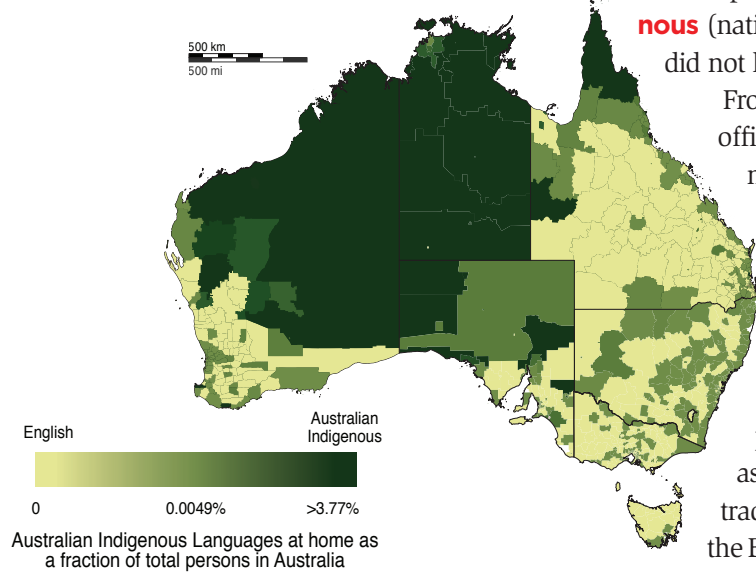 nous (nati
did not l
Fro
offi
500 km
500 mi
English
Australian
Indigenous
0
0.0049%
>3.77%
Australian Indigenous Languages at home as
a fraction of total persons in Australia
as
trac
the E